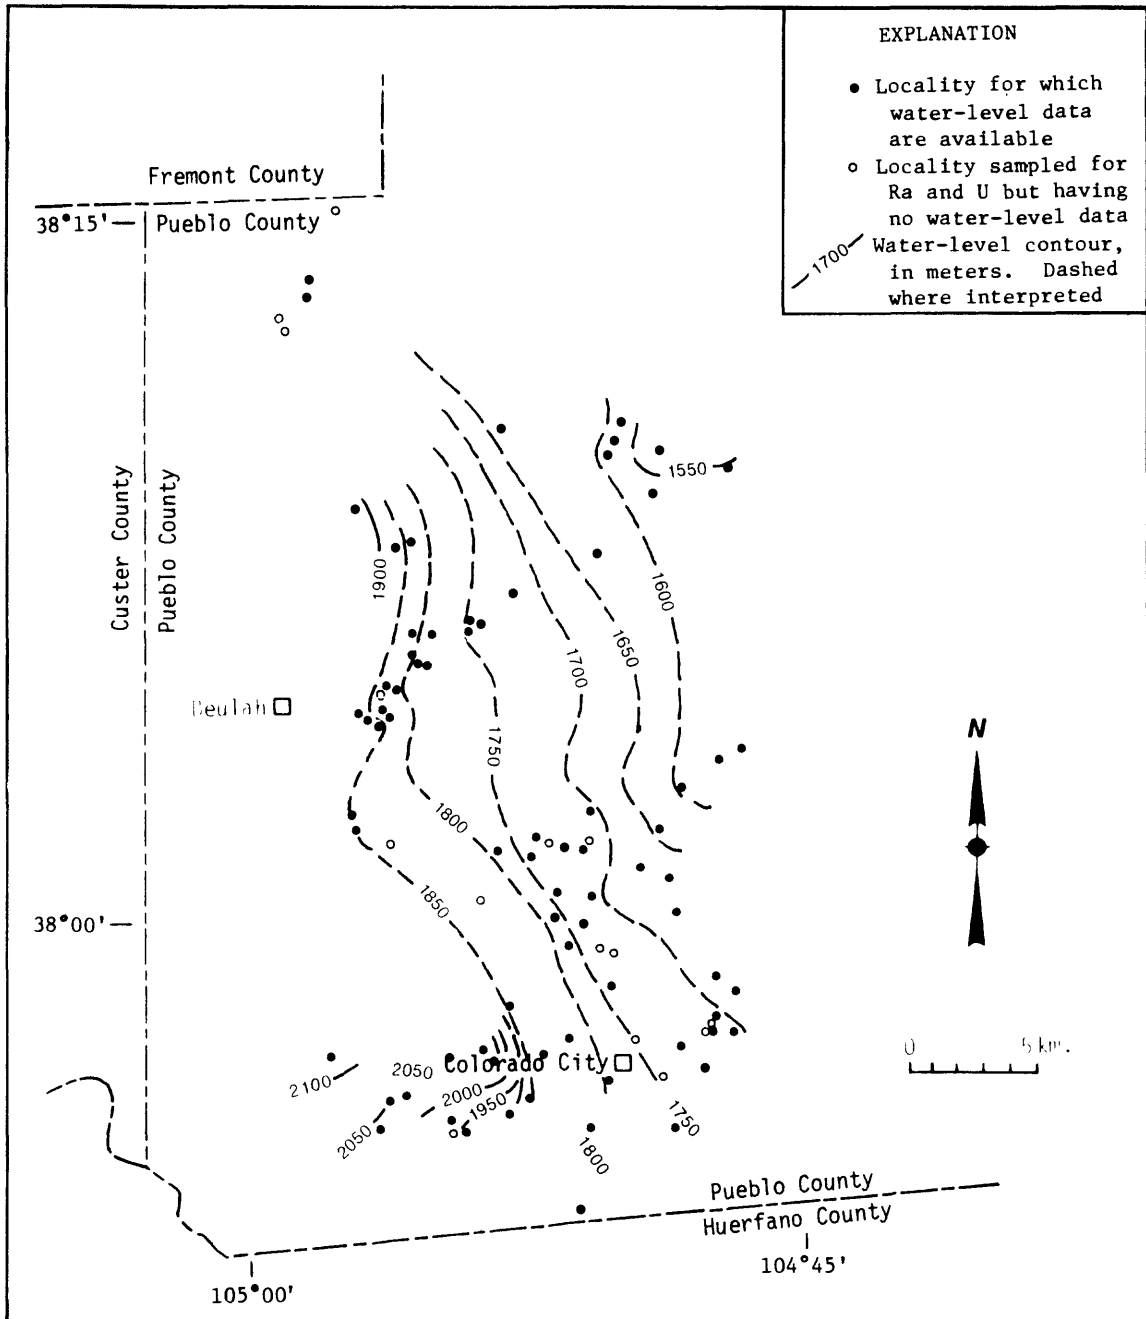 EXPLANATION
Locality for which
water-level data
are available
Locality sampled for
Ra and U but having
no water-level data
1700
Water-level contour,
in meters. Dashed
where interpreted
Fremont County
38°15'
Pueblo County
Custer County
Pueblo County
1900
1550
1600
1650
1700
1750
Beulah
1800
1850
N
38°00'
0 5 km.
Colorado City
2100
2050
2000
1950
2050
1750
1800
Pueblo County
Huerfano County
104°45'
105°00'